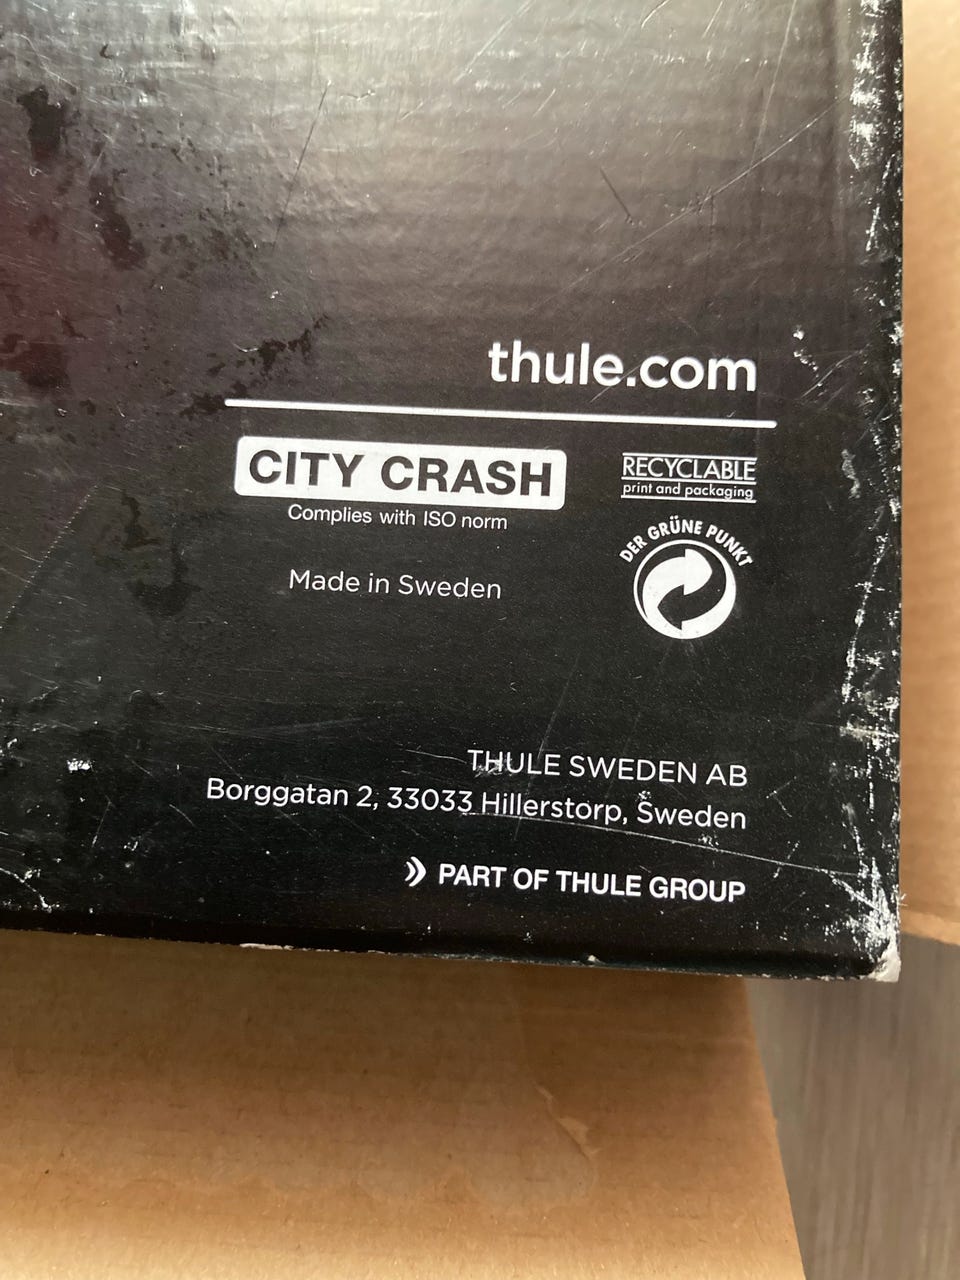 thule.com
CITY CRASH
Complies with ISO norm
Made in Sweden
RECYCLABLE
print and packaging
DER GRÜNE PUNKT
THULE SWEDEN AB
Borggatan 2, 33033 Hillerstorp, Sweden
PART OF THULE GROUP